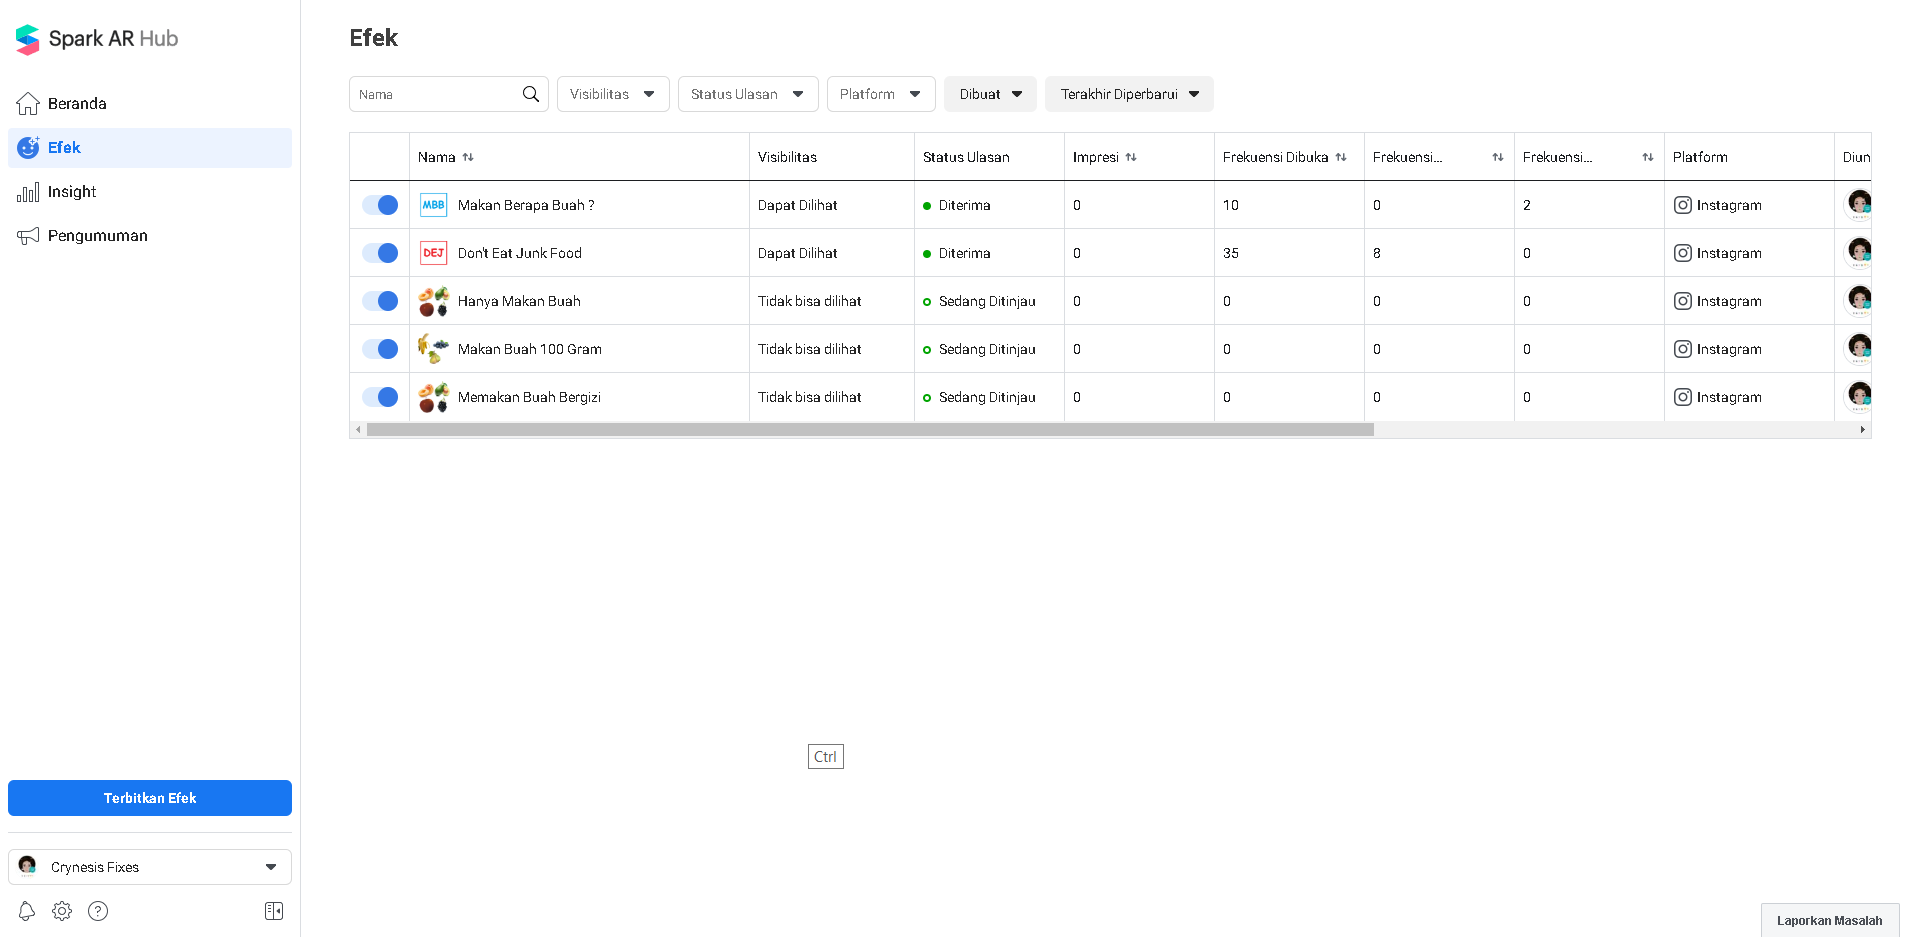 Spark AR Hub
Beranda
Efek
Insight
Pengumuman
Terbitkan Efek
Crynesis Fixes
Efek
Nama Visibilitas Status Ulasan Platform Dibuat Terakhir Diperbarui
Nama Visibilitas Status Ulasan Impresi Frekuensi Dibuka Frekuensi... Frekuensi... Platform Diun
MBB Makan Berapa Buah ? Dapat Dilihat Diterima 0 10 0 2 Instagram
DEJ Don't Eat Junk Food Dapat Dilihat Diterima 0 35 8 0 Instagram
Hanya Makan Buah Tidak bisa dilihat Sedang Ditinjau 0 0 0 0 Instagram
Makan Buah 100 Gram Tidak bisa dilihat Sedang Ditinjau 0 0 0 0 Instagram
Memakan Buah Bergizi Tidak bisa dilihat Sedang Ditinjau 0 0 0 0 Instagram
Ctrl
Laporkan Masalah